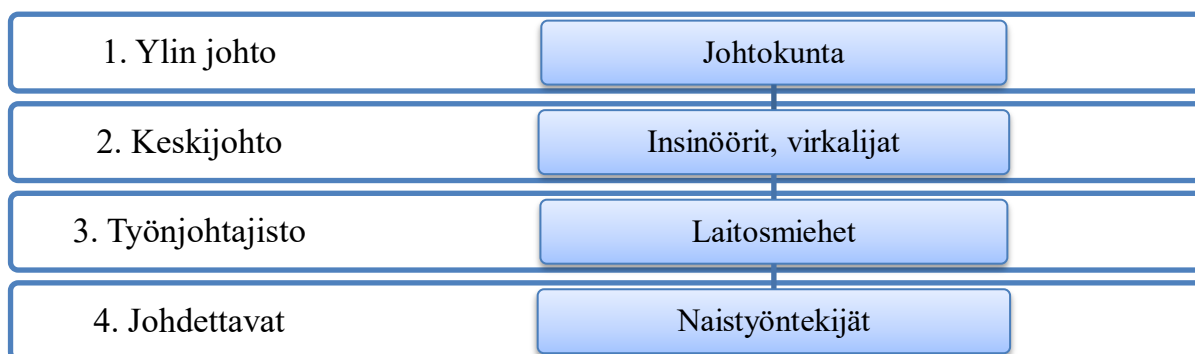 1. Ylin johto
Johtokunta
2. Keskijohto
Insinöörit, virkalijat
3. Työnjohtajisto
Laitosmiehet
4. Johdettavat
Naistyöntekijät